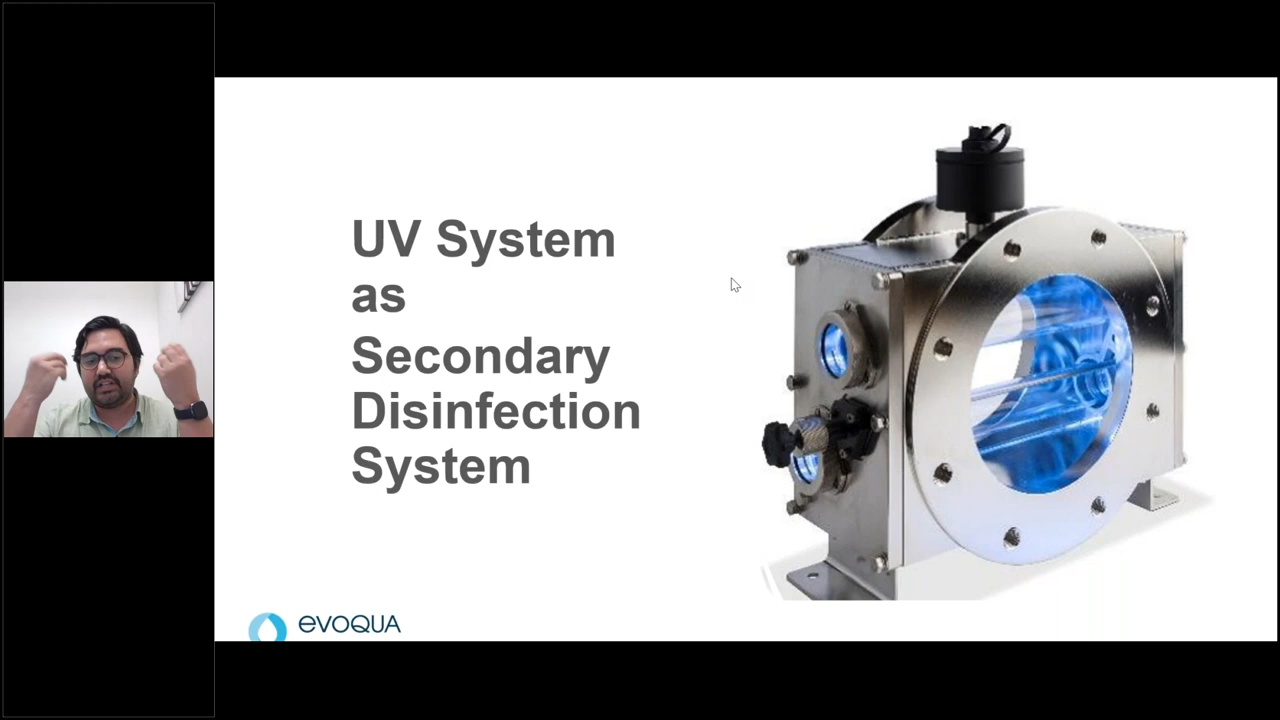 UV System
as
Secondary
Disinfection
System
evoqua